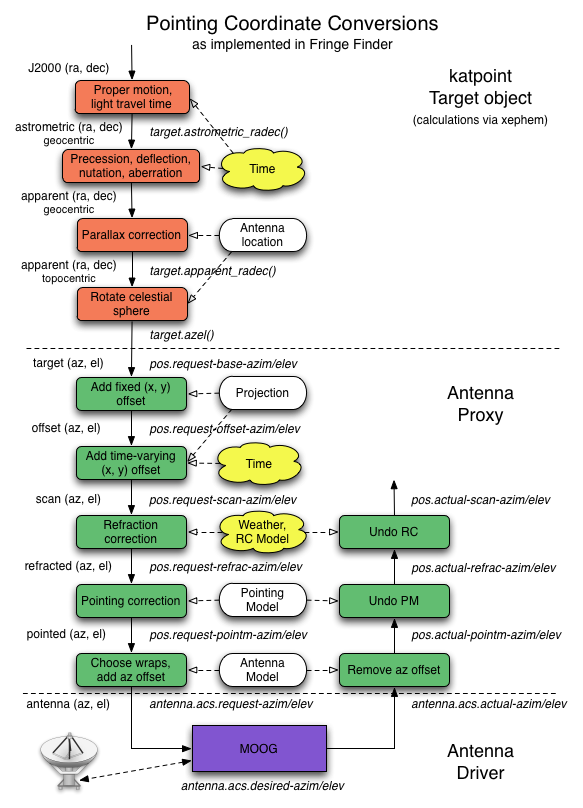 Pointing Coordinate Conversions
as implemented in Fringe Finder
katpoint
Target object
(calculations via xephem)
J2000 (ra, dec)
Proper motion,
light travel time
astrometric (ra, dec)
geocentric
target.astrometric_radec()
Precession, deflection,
nutation, aberration
Time
apparent (ra, dec)
geocentric
Parallax correction
Antenna
location
apparent (ra, dec)
topocentric
target.apparent_radec()
Rotate celestial
sphere
target.azel()
target (az, el)
pos.request-base-azim/elev
Add fixed (x, y)
offset
Projection
Antenna
Proxy
offset (az, el)
pos.request-offset-azim/elev
Add time-varying
(x, y) offset
Time
scan (az, el)
pos.request-scan-azim/elev
pos.actual-scan-azim/elev
Refraction
correction
Weather,
RC Model
Undo RC
refracted (az, el)
pos.request-refrac-azim/elev
pos.actual-refrac-azim/elev
Pointing correction
Pointing
Model
Undo PM
pointed (az, el)
pos.request-pointm-azim/elev
pos.actual-pointm-azim/elev
Choose wraps,
add az offset
Antenna
Model
Remove az offset
antenna (az, el)
antenna.acs.request-azim/elev
antenna.acs.actual-azim/elev
MOOG
antenna.acs.desired-azim/elev
Antenna
Driver